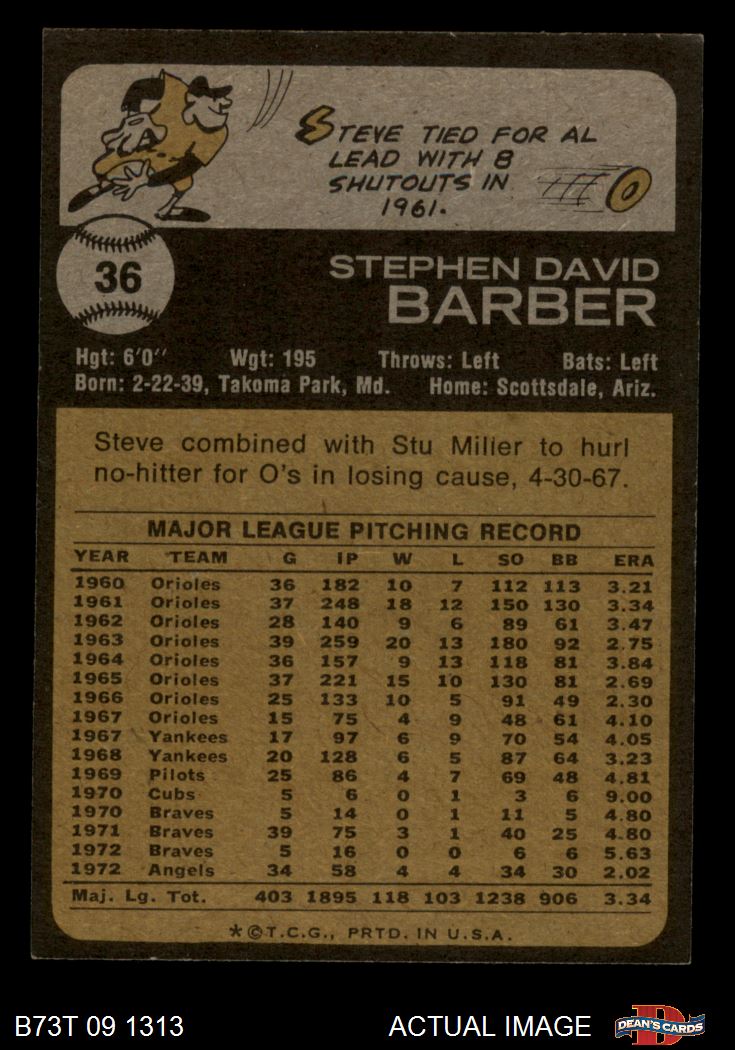 STEVE TIED FOR AL
LEAD WITH 8
SHUTOUTS IN
1961.
36
STEPHEN DAVID
BARBER
Hgt: 6'0" Wgt: 195 Throws: Left Bats: Left
Born: 2-22-39, Takoma Park, Md. Home: Scottsdale, Ariz.
Steve combined with Stu Miller to hurl
no-hitter for O's in losing cause, 4-30-67.
MAJOR LEAGUE PITCHING RECORD
YEAR TEAM G IP W L SO BB ERA
1960 Orioles 36 182 10 7 112 113 3.21
1961 Orioles 37 248 18 12 150 130 3.34
1962 Orioles 28 140 9 6 89 61 3.47
1963 Orioles 39 259 20 13 180 92 2.75
1964 Orioles 36 157 9 13 118 81 3.84
1965 Orioles 37 221 15 10 130 81 2.69
1966 Orioles 25 133 10 5 91 49 2.30
1967 Orioles 15 75 4 9 48 61 4.10
1967 Yankees 17 97 6 9 70 54 4.05
1968 Yankees 20 128 6 5 87 64 3.23
1969 Pilots 25 86 4 7 69 48 4.81
1970 Cubs 5 6 0 1 3 6 9.00
1970 Braves 5 14 0 1 11 5 4.80
1971 Braves 39 75 3 1 40 25 4.80
1972 Braves 5 16 0 0 6 6 5.63
1972 Angels 34 58 4 4 34 30 2.02
Maj. Lg. Tot. 403 1895 118 103 1238 906 3.34
*©T.C.G., PRTD. IN U.S.A.
B73T 09 1313 ACTUAL IMAGE DEAN'S CARDS